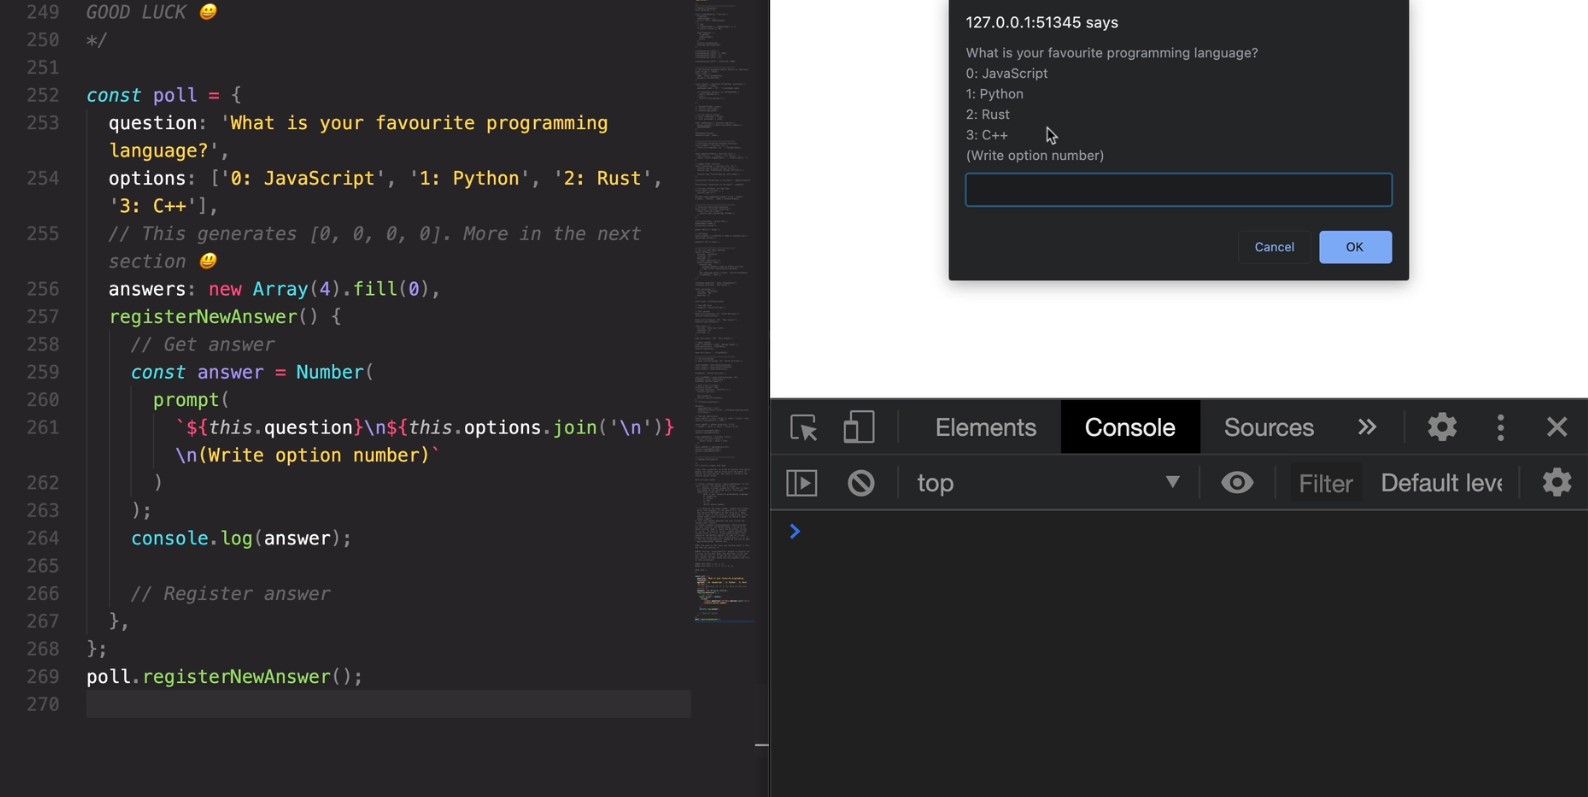 249 GOOD LUCK 😀
250 */
251
252 const poll = {
253 question: 'What is your favourite programming
language?',
254 options: ['0: JavaScript', '1: Python', '2: Rust',
'3: C++'],
255 // This generates [0, 0, 0, 0]. More in the next
section 😃
256 answers: new Array(4).fill(0),
257 registerNewAnswer() {
258 // Get answer
259 const answer = Number(
260 prompt(
261 `${this.question}\n${this.options.join('\n')}
\n(Write option number)`
262 )
263 );
264 console.log(answer);
265
266 // Register answer
267 },
268 };
269 poll.registerNewAnswer();
270
127.0.0.1:51345 says
What is your favourite programming language?
0: JavaScript
1: Python
2: Rust
3: C++
(Write option number)
Cancel OK
Elements Console Sources »
top Filter Default leve